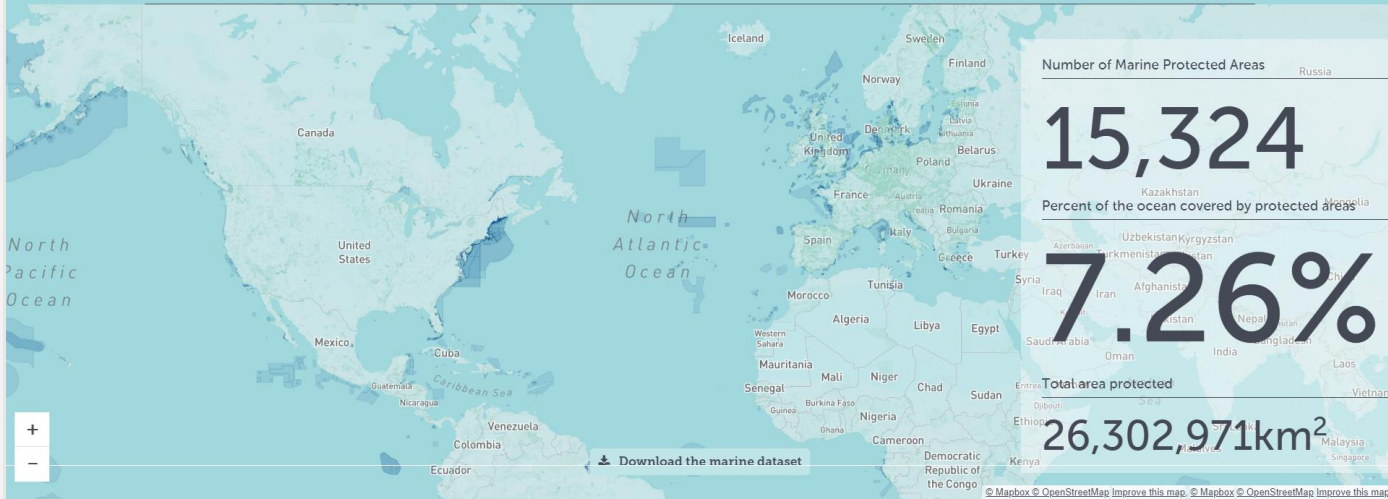 Iceland
Sweden
Finland
Norway
Estonia
Latvia
Lithuania
Denmark
United
Kingdom
Belarus
Poland
Germany
Ukraine
France
Austria
Croatia
Romania
Bulgaria
Italy
Spain
Greece
Turkey
Canada
United
States
North
Pacific
Ocean
North
Atlantic
Ocean
Mexico
Cuba
Caribbean Sea
Guatemala
Nicaragua
Venezuela
Colombia
Ecuador
Morocco
Tunisia
Algeria
Libya
Egypt
Western
Sahara
Mauritania
Mali
Niger
Chad
Sudan
Senegal
Guinea
Burkina Faso
Ghana
Nigeria
Cameroon
Democratic
Republic of
the Congo
Kenya
Number of Marine Protected Areas
Russia
15,324
Kazakhstan
Mongolia
Percent of the ocean covered by protected areas
Azerbaijan
Uzbekistan
Kyrgyzstan
Turkmenistan
Syria
Iraq
Iran
Afghanistan
7.26%
Nepal
Saudi Arabia
Bangladesh
Oman
India
Laos
Total area protected
Eritrea
Vietnam
Djibouti
Sea
Ethiopia
26,302,971km²
Maldives
Malaysia
Singapore
+
−
Download the marine dataset
© Mapbox © OpenStreetMap Improve this map, © Mapbox © OpenStreetMap Improve this map